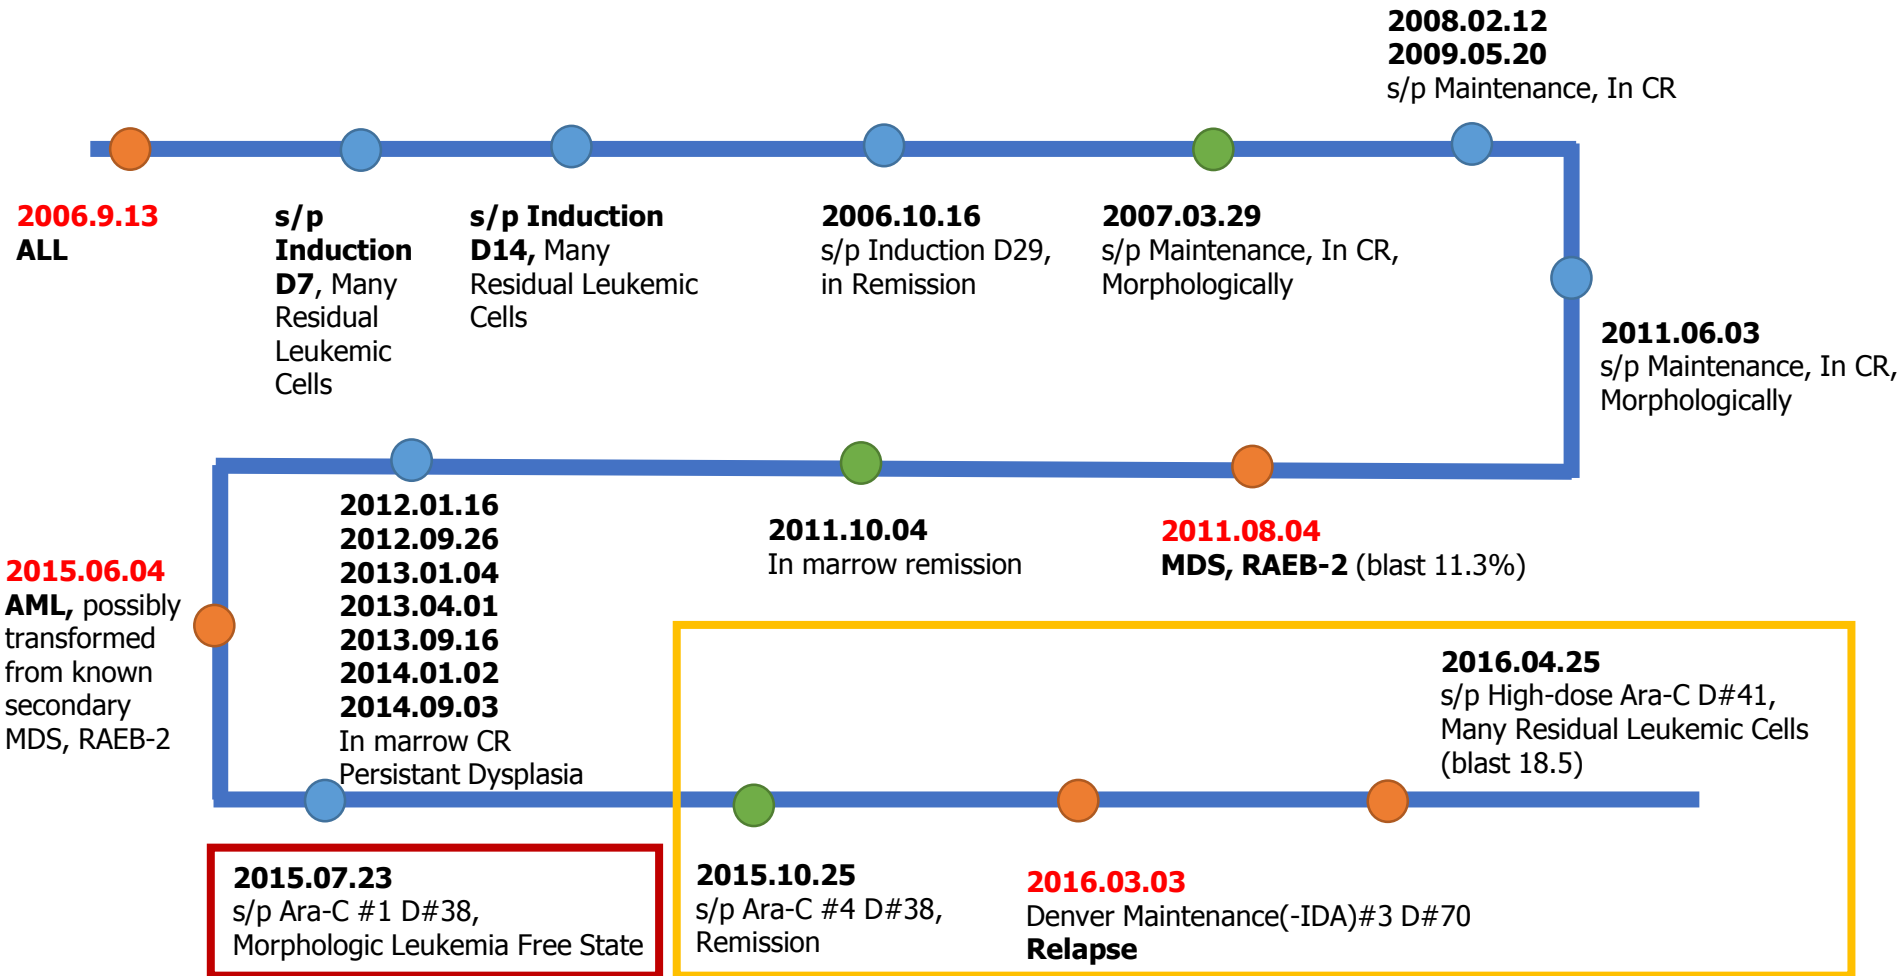 2008.02.12
2009.05.20
s/p Maintenance, In CR
2006.9.13
ALL
s/p
Induction
D7, Many
Residual
Leukemic
Cells
s/p Induction
D14, Many
Residual Leukemic
Cells
2006.10.16
s/p Induction D29,
in Remission
2007.03.29
s/p Maintenance, In CR,
Morphologically
2011.06.03
s/p Maintenance, In CR,
Morphologically
2011.08.04
MDS, RAEB-2 (blast 11.3%)
2011.10.04
In marrow remission
2012.01.16
2012.09.26
2013.01.04
2013.04.01
2013.09.16
2014.01.02
2014.09.03
In marrow CR
Persistant Dysplasia
2015.06.04
AML, possibly
transformed
from known
secondary
MDS, RAEB-2
2015.07.23
s/p Ara-C #1 D#38,
Morphologic Leukemia Free State
2015.10.25
s/p Ara-C #4 D#38,
Remission
2016.03.03
Denver Maintenance(-IDA)#3 D#70
Relapse
2016.04.25
s/p High-dose Ara-C D#41,
Many Residual Leukemic Cells
(blast 18.5)